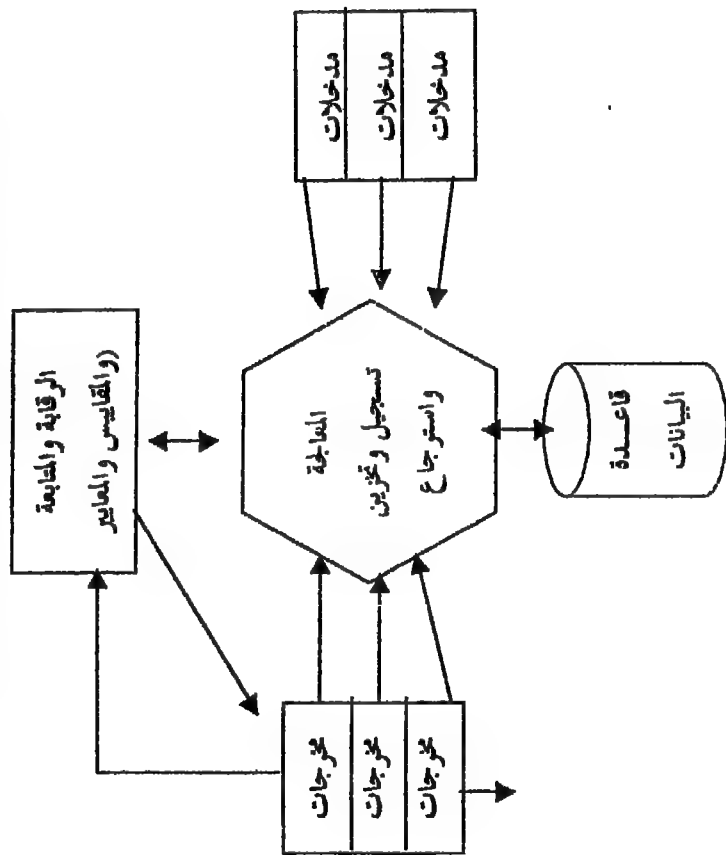 مدخلات
مدخلات
مدخلات
الرقابة والمتابعة
(والمقاييس والمعايير
المعالجة
تسجيل وتخزين
واسترجاع
قاعدة
البيانات
مخرجات
مخرجات
مخرجات